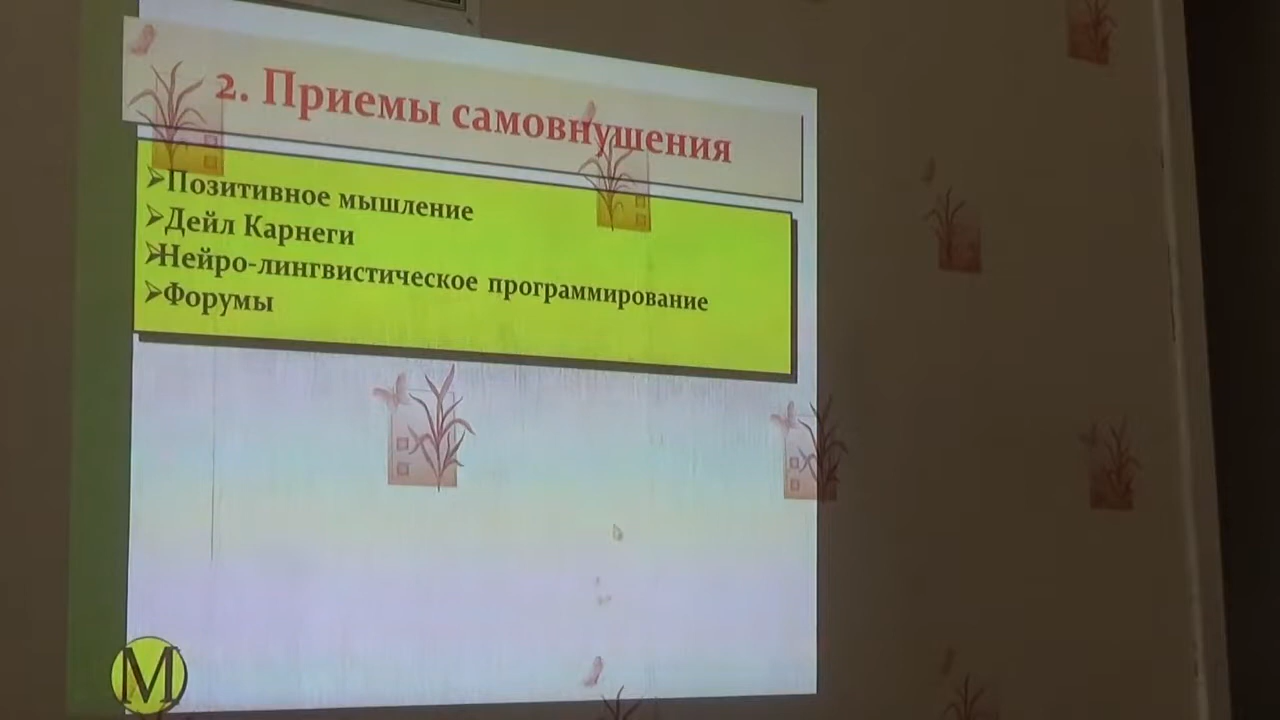 2. Приемы самовнушения
Позитивное мышление
Дейл Карнеги
Нейро-лингвистическое программирование
Форумы
М